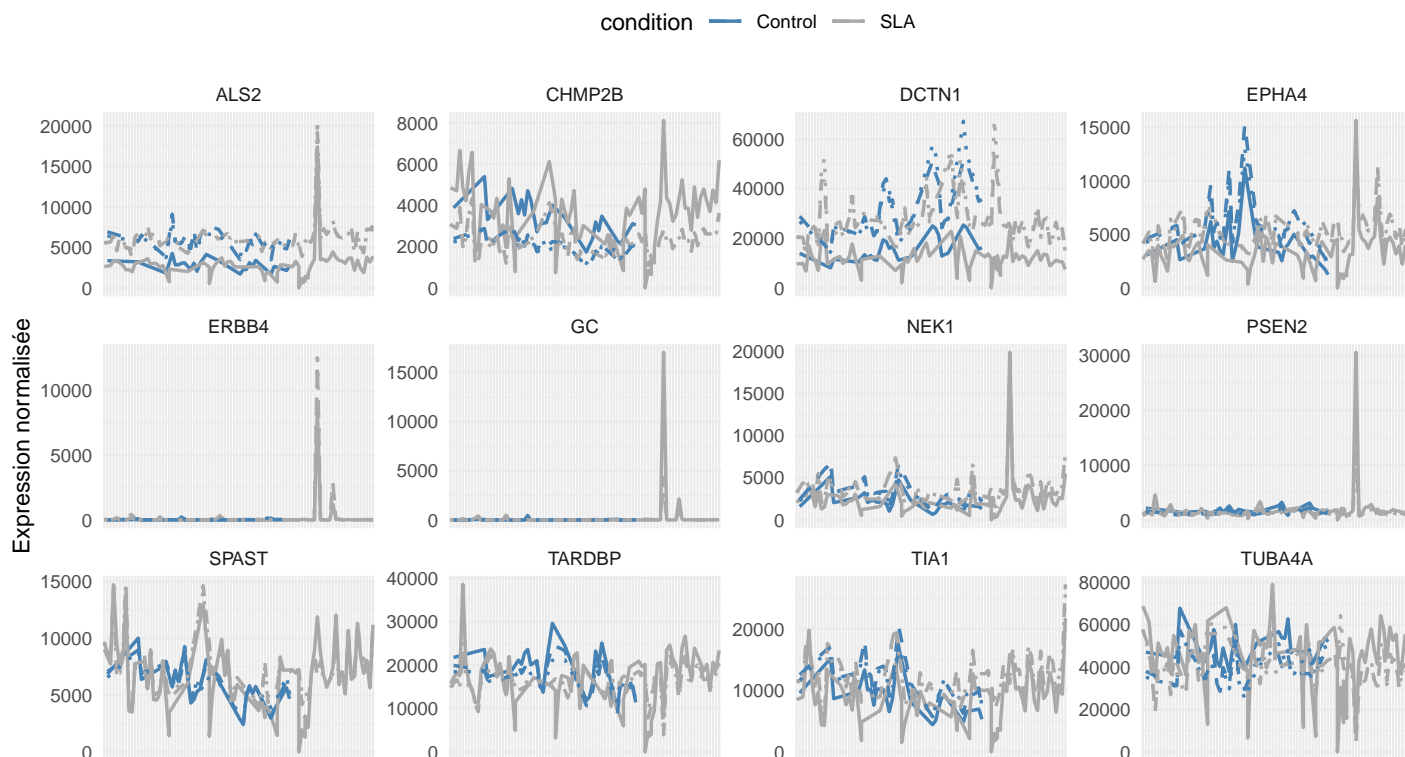 condition Control SLA
ALS2 CHMP2B DCTN1 EPHA4
20000 15000 10000 5000 0
8000 6000 4000 2000 0
60000 40000 20000 0
15000 10000 5000 0
Expression normalisée
ERBB4 GC NEK1 PSEN2
10000 5000 0
15000 10000 5000 0
20000 15000 10000 5000 0
30000 20000 10000 0
SPAST TARDBP TIA1 TUBA4A
15000 10000 5000 0
40000 30000 20000 10000 0
20000 10000 0
80000 60000 40000 20000 0